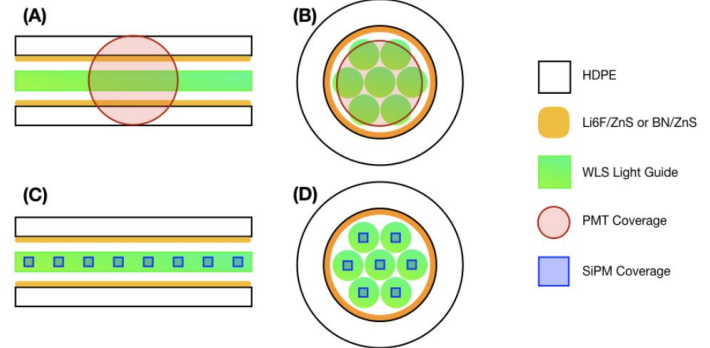 (A)
(B)
HDPE
Li6F/ZnS or BN/ZnS
WLS Light Guide
(C)
(D)
PMT Coverage
SiPM Coverage